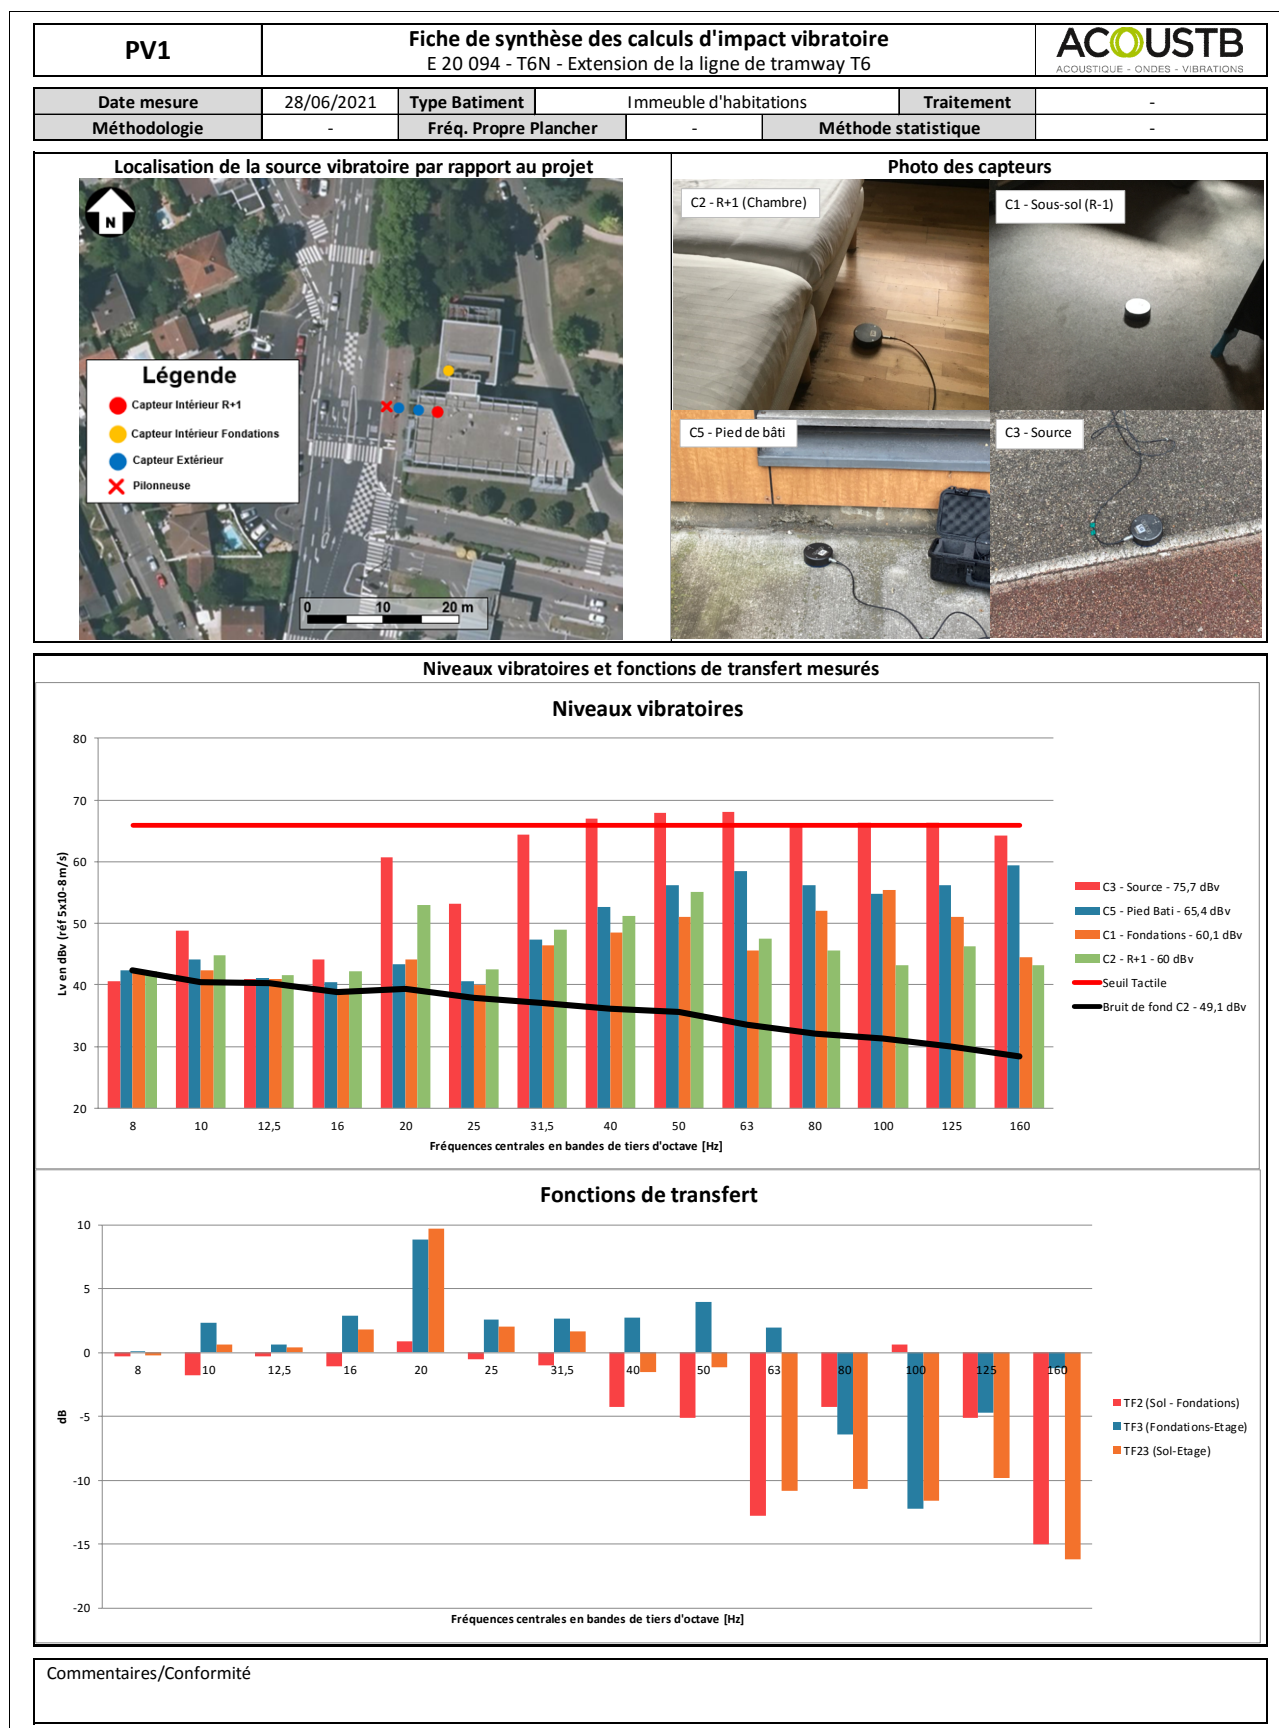 PV1
Fiche de synthèse des calculs d'impact vibratoire
E 20 094 - T6N - Extension de la ligne de tramway T6
ACOUSTB
ACOUSTIQUE - ONDES - VIBRATIONS
Date mesure 28/06/2021 Type Batiment Immeuble d'habitations Traitement -
Méthodologie - Fréq. Propre Plancher - Méthode statistique -
Localisation de la source vibratoire par rapport au projet
N
Légende
Capteur Intérieur R+1
Capteur Intérieur Fondations
Capteur Extérieur
Pilonneuse
0 10 20 m
Photo des capteurs
C2 - R+1 (Chambre)
C1 - Sous-sol (R-1)
C5 - Pied de bâti
C3 - Source
Niveaux vibratoires et fonctions de transfert mesurés
Niveaux vibratoires
Lv en dBv (réf 5x10-8 m/s)
80
70
60
50
40
30
20
8 10 12,5 16 20 25 31,5 40 50 63 80 100 125 160
Fréquences centrales en bandes de tiers d'octave [Hz]
C3 - Source - 75,7 dBv
C5 - Pied Bati - 65,4 dBv
C1 - Fondations - 60,1 dBv
C2 - R+1 - 60 dBv
Seuil Tactile
Bruit de fond C2 - 49,1 dBv
Fonctions de transfert
dB
10
5
0
-5
-10
-15
-20
8 10 12,5 16 20 25 31,5 40 50 63 80 100 125 160
Fréquences centrales en bandes de tiers d'octave [Hz]
TF2 (Sol - Fondations)
TF3 (Fondations-Etage)
TF23 (Sol-Etage)
Commentaires/Conformité